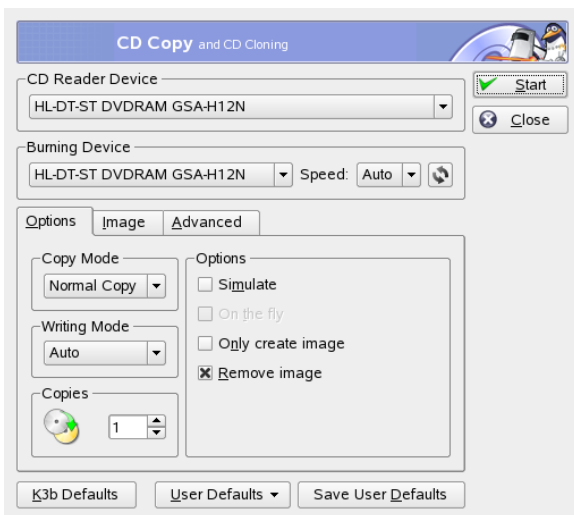 CD Copy and CD Cloning
CD Reader Device
HL-DT-ST DVDRAM GSA-H12N
Start
Close
Burning Device
HL-DT-ST DVDRAM GSA-H12N
Speed:
Auto
Options
Image
Advanced
Copy Mode
Normal Copy
Writing Mode
Auto
Copies
1
Options
Simulate
On the fly
Only create image
Remove image
K3b Defaults
User Defaults
Save User Defaults